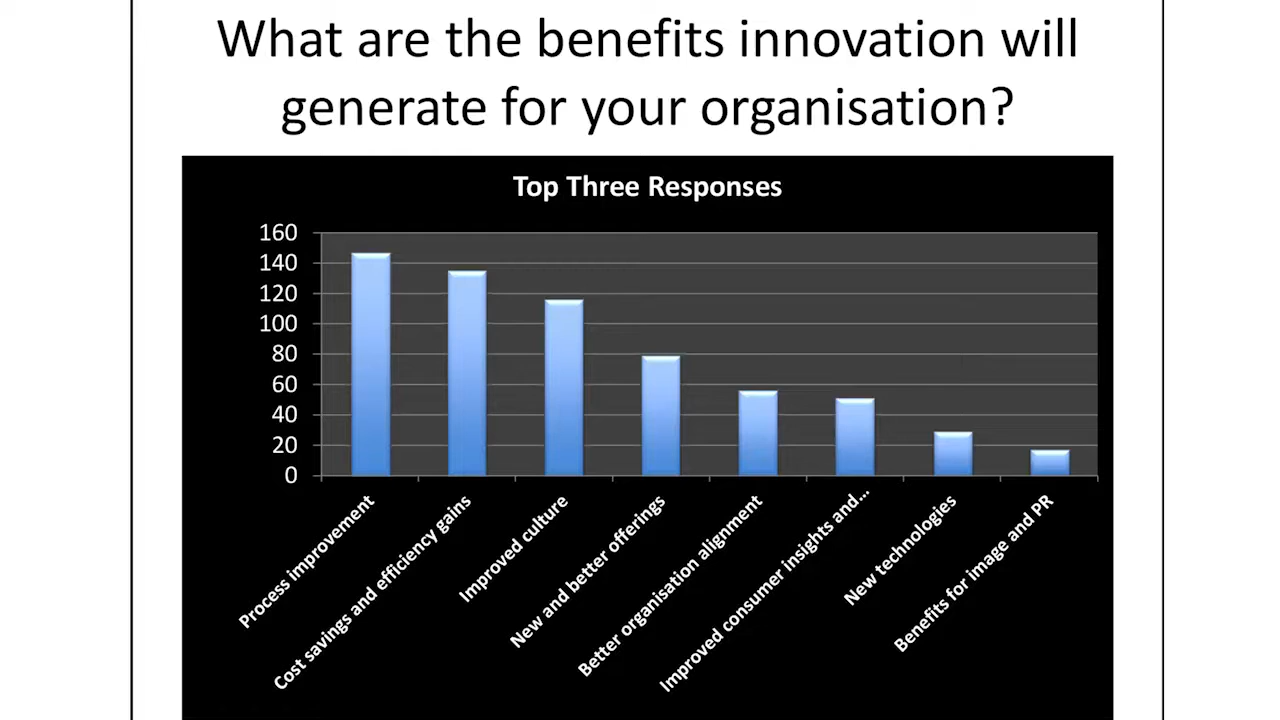 What are the benefits innovation will
generate for your organisation?
Top Three Responses
160
140
120
100
80
60
40
20
0
Process improvement
Cost savings and efficiency gains
Improved culture
New and better offerings
Better organisation alignment
Improved consumer insights and...
New technologies
Benefits for image and PR